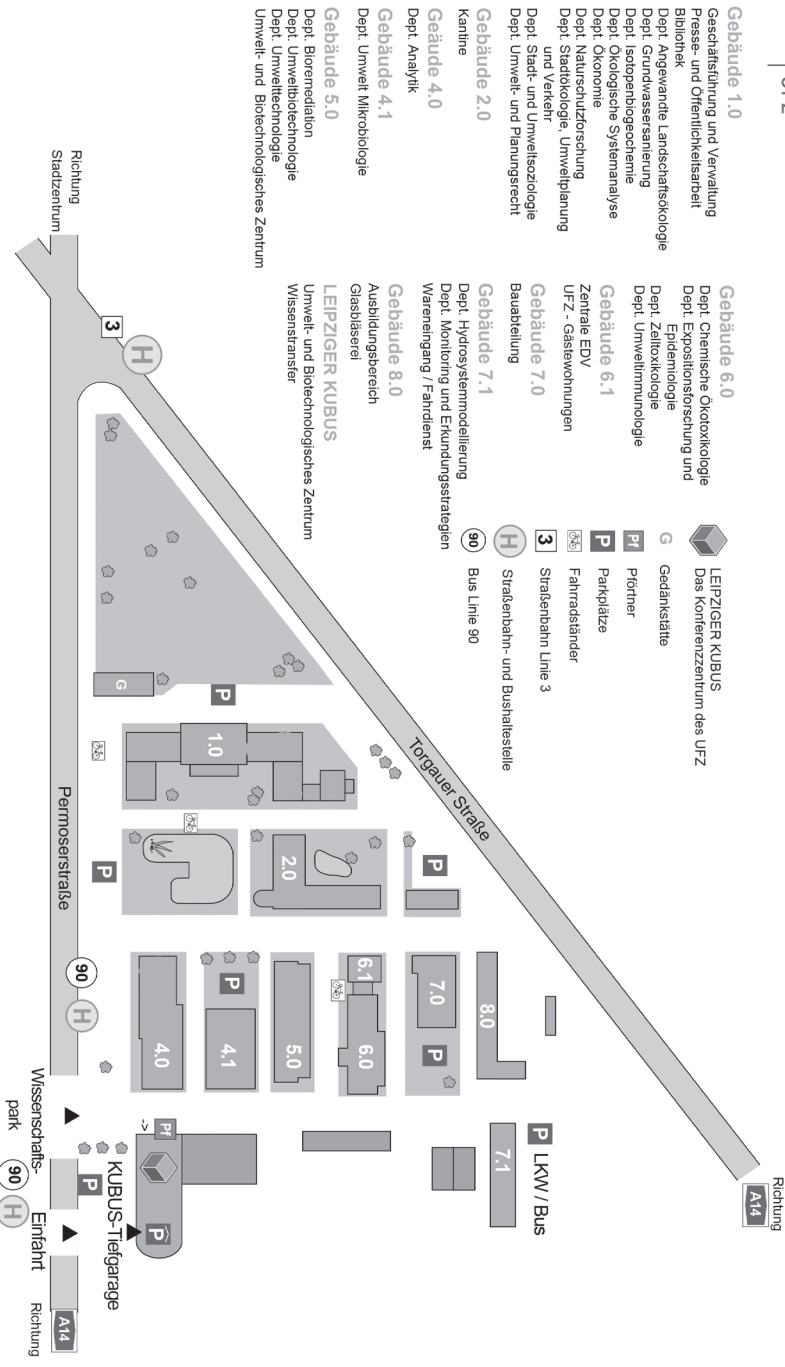 UFZ
Gebäude 1.0
Geschäftsführung und Verwaltung
Presse- und Öffentlichkeitsarbeit
Bibliothek
Dept. Angewandte Landschaftsökologie
Dept. Grundwassersanierung
Dept. Isotopenbiogeochemie
Dept. Ökologische Systemanalyse
Dept. Ökonomie
Dept. Naturschutzforschung
Dept. Stadtökologie, Umweltplanung
und Verkehr
Dept. Stadt- und Umweltsoziologie
Dept. Umwelt- und Planungsrecht
Gebäude 2.0
Kantine
Geäude 4.0
Dept. Analytik
Gebäude 4.1
Dept. Umwelt Mikrobiologie
Gebäude 5.0
Dept. Bioremediation
Dept. Umweltbiotechnologie
Dept. Umwelttechnologie
Umwelt- und Biotechnologisches Zentrum
Gebäude 6.0
Dept. Chemische Ökotoxikologie
Dept. Expositionsforschung und
Epidemiologie
Dept. Zelltoxikologie
Dept. Umweltimmunologie
Gebäude 6.1
Zentrale EDV
UFZ - Gästewohnungen
Gebäude 7.0
Bauabteilung
Gebäude 7.1
Dept. Hydrosystemmodellierung
Dept. Monitoring und Erkundungsstrategien
Wareneingang / Fahrdienst
Gebäude 8.0
Ausbildungsbereich
Glasbläserei
LEIPZIGER KUBUS
Umwelt- und Biotechnologisches Zentrum
Wissenstransfer
LEIPZIGER KUBUS
Das Konferenzzentrum des UFZ
G Gedänkstätte
Pf Pförtner
P Parkplätze
Fahrradständer
3 Straßenbahn Linie 3
H Straßenbahn- und Bushaltestelle
90 Bus Linie 90
Richtung
A14
Torgauer Straße
P LKW / Bus
7.1
8.0
P
7.0
P
6.1
6.0
5.0
P
4.1
4.0
2.0
1.0
P
G
P
3
H
Richtung
Stadtzentrum
Permoserstraße
90
H
Pf
->
P
KUBUS-Tiefgarage
P
Wissenschafts-
park
90
H
Einfahrt
Richtung
A14